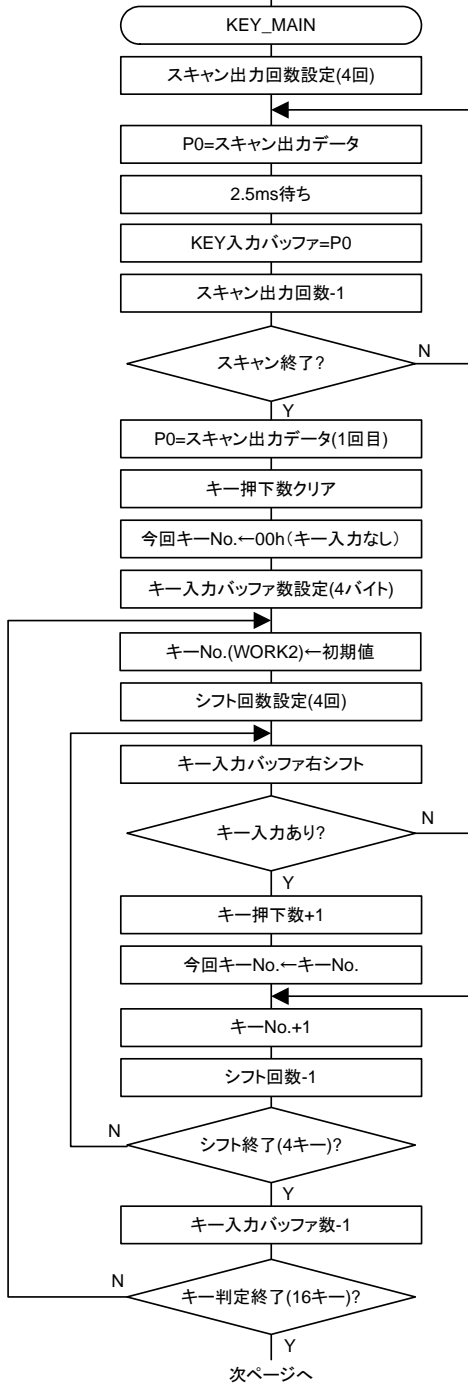 KEY_MAIN
スキャン出力回数設定(4回)
P0=スキャン出力データ
2.5ms待ち
KEY入力バッファ=P0
スキャン出力回数-1
スキャン終了?
N
Y
P0=スキャン出力データ(1回目)
キー押下数クリア
今回キーNo.←00h(キー入力なし)
キー入力バッファ数設定(4バイト)
キーNo.(WORK2)←初期値
シフト回数設定(4回)
キー入力バッファ右シフト
キー入力あり?
N
Y
キー押下数+1
今回キーNo.←キーNo.
キーNo.+1
シフト回数-1
N
シフト終了(4キー)?
Y
キー入力バッファ数-1
N
キー判定終了(16キー)?
Y
次ページへ